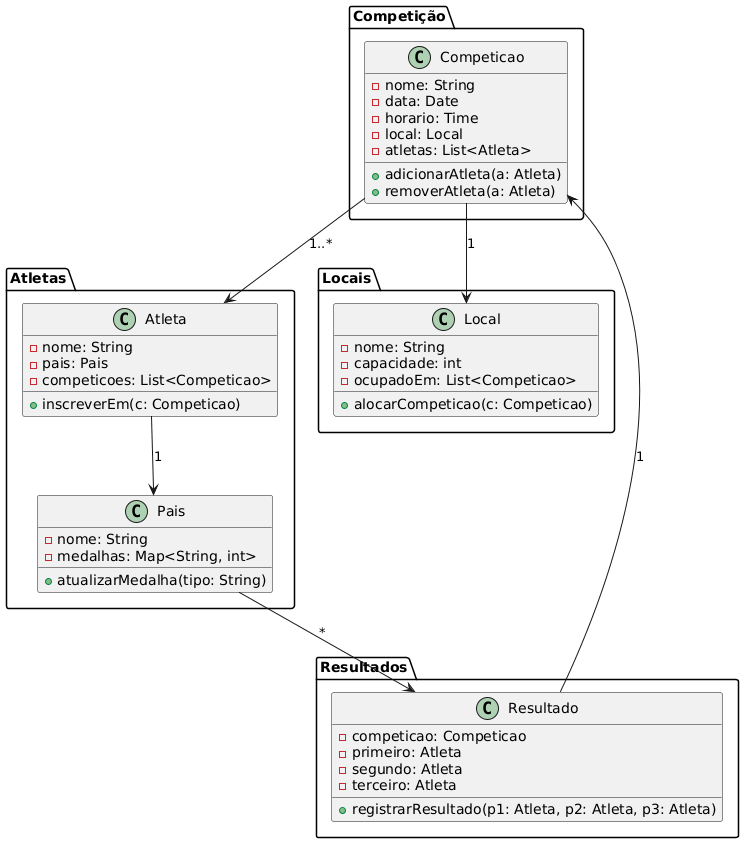 Competição
C Competicao
nome: String
data: Date
horario: Time
local: Local
atletas: List<Atleta>
adicionarAtleta(a: Atleta)
removerAtleta(a: Atleta)
1..*
1
Atletas
C Atleta
nome: String
pais: Pais
competicoes: List<Competicao>
inscreverEm(c: Competicao)
Locais
C Local
nome: String
capacidade: int
ocupadoEm: List<Competicao>
alocarCompeticao(c: Competicao)
1
1
C Pais
nome: String
medalhas: Map<String, int>
atualizarMedalha(tipo: String)
*
Resultados
C Resultado
competicao: Competicao
primeiro: Atleta
segundo: Atleta
terceiro: Atleta
registrarResultado(p1: Atleta, p2: Atleta, p3: Atleta)